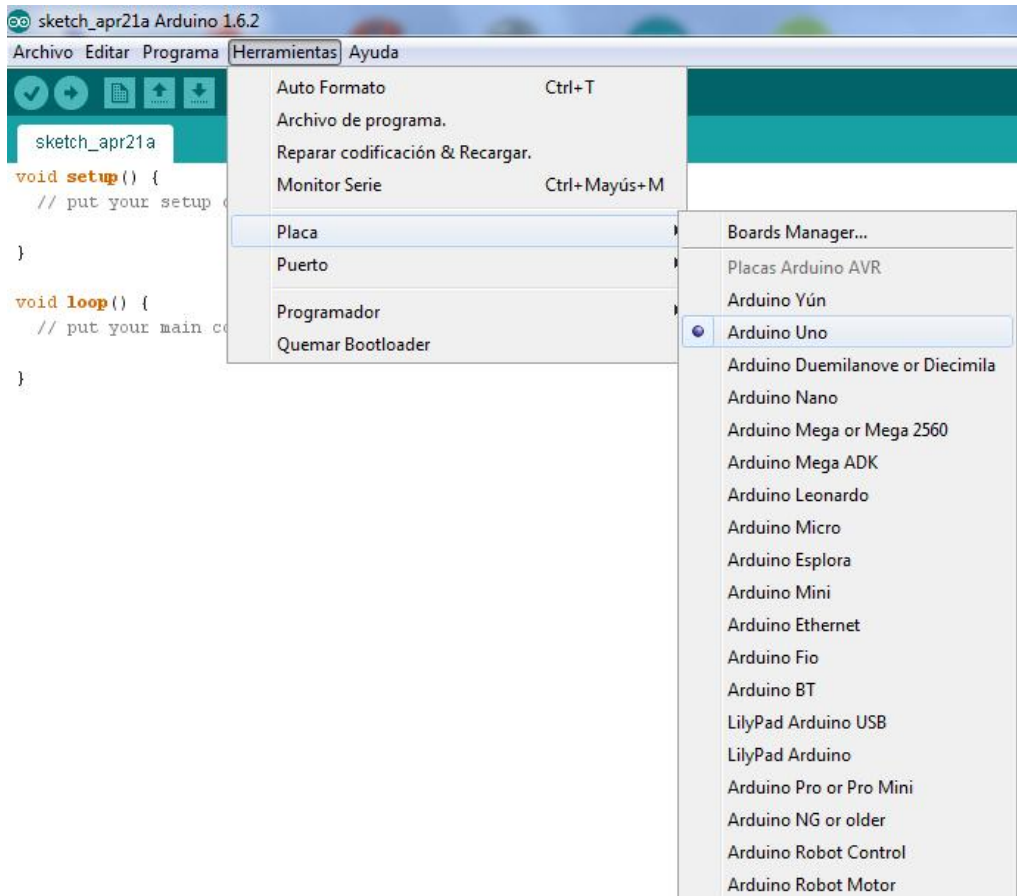 sketch_apr21a Arduino 1.6.2
Archivo Editar Programa Herramientas Ayuda
sketch_apr21a
void setup() {
// put your setup
}
void loop() {
// put your main
}
Auto Formato Ctrl+T
Archivo de programa.
Reparar codificación & Recargar.
Monitor Serie Ctrl+Mayús+M
Placa
Puerto
Programador
Quemar Bootloader
Boards Manager...
Placas Arduino AVR
Arduino Yún
Arduino Uno
Arduino Duemilanove or Diecimila
Arduino Nano
Arduino Mega or Mega 2560
Arduino Mega ADK
Arduino Leonardo
Arduino Micro
Arduino Esplora
Arduino Mini
Arduino Ethernet
Arduino Fio
Arduino BT
LilyPad Arduino USB
LilyPad Arduino
Arduino Pro or Pro Mini
Arduino NG or older
Arduino Robot Control
Arduino Robot Motor